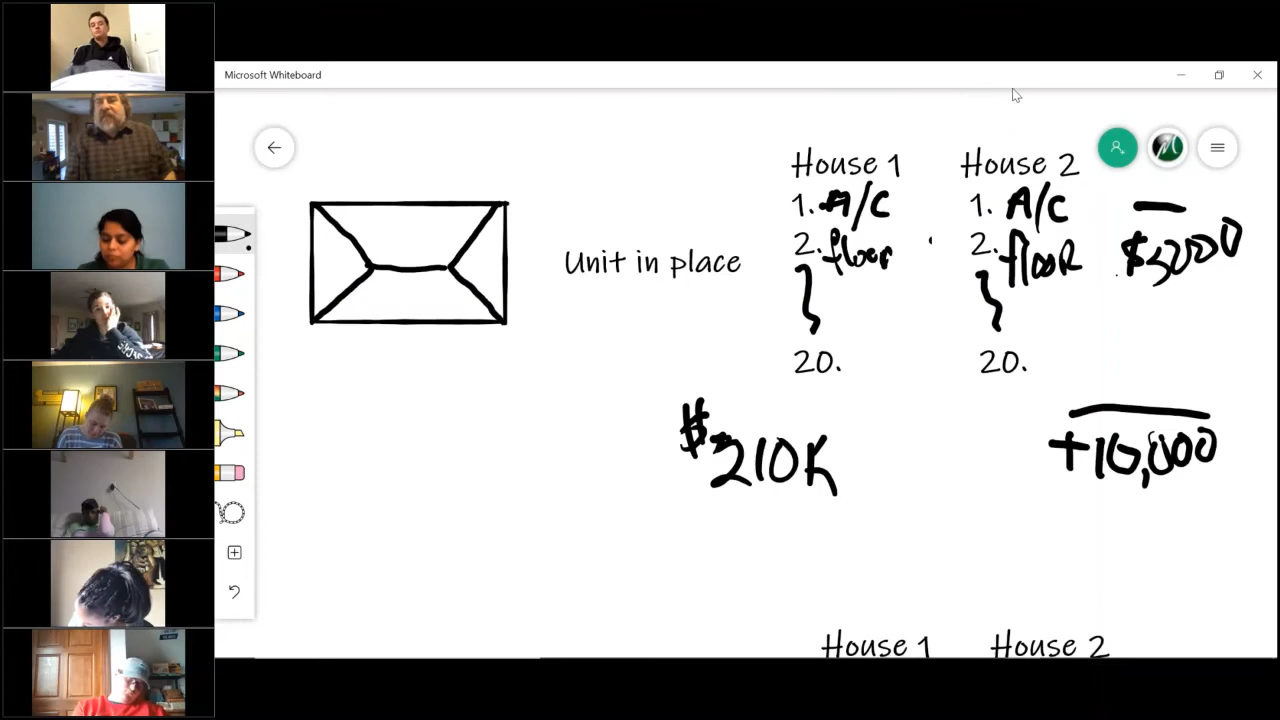 Microsoft Whiteboard
House 1 House 2
1. A/C 1. A/C
Unit in place 2. floor 2. floor $3000
20. 20.
$210K +10,000
House 1 House 2